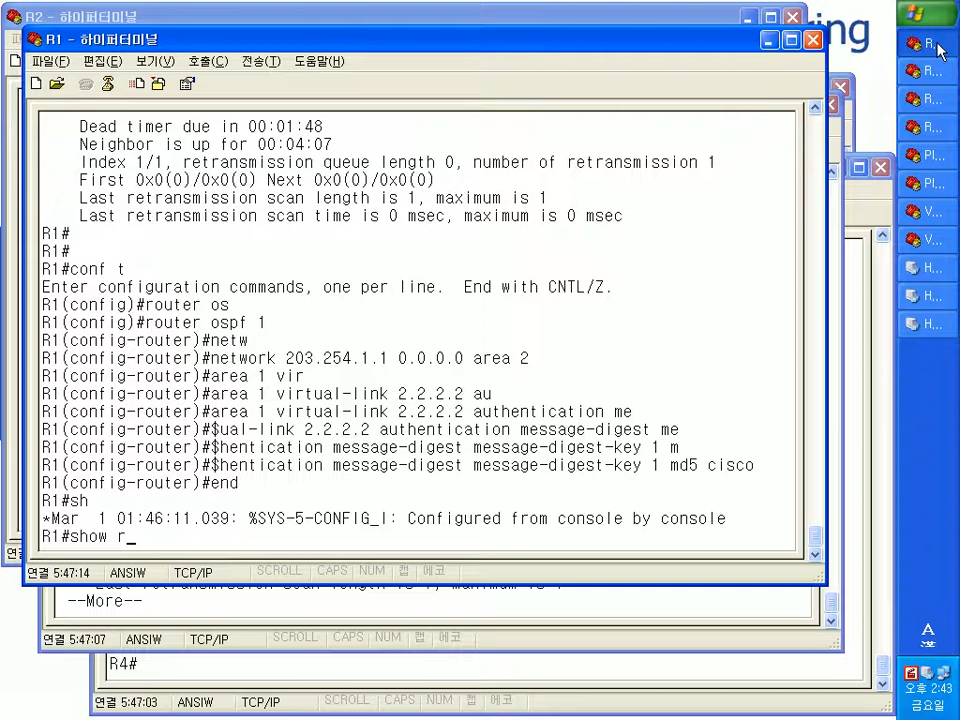 R2 - 하이퍼터미널
ring
R1 - 하이퍼터미널
파일(F) 편집(E) 보기(V) 호출(C) 전송(T) 도움말(H)
Dead timer due in 00:01:48
Neighbor is up for 00:04:07
Index 1/1, retransmission queue length 0, number of retransmission 1
First 0x0(0)/0x0(0) Next 0x0(0)/0x0(0)
Last retransmission scan length is 1, maximum is 1
Last retransmission scan time is 0 msec, maximum is 0 msec
R1#
R1#
R1#conf t
Enter configuration commands, one per line.  End with CNTL/Z.
R1(config)#router os
R1(config)#router ospf 1
R1(config-router)#netw
R1(config-router)#network 203.254.1.1 0.0.0.0 area 2
R1(config-router)#area 1 vir
R1(config-router)#area 1 virtual-link 2.2.2.2 au
R1(config-router)#area 1 virtual-link 2.2.2.2 authentication me
R1(config-router)#$ual-link 2.2.2.2 authentication message-digest me
R1(config-router)#$hentication message-digest message-digest-key 1 m
R1(config-router)#$hentication message-digest message-digest-key 1 md5 cisco
R1(config-router)#end
R1#sh
*Mar  1 01:46:11.039: %SYS-5-CONFIG_I: Configured from console by console
R1#show r_
연결 5:47:14 ANSIW TCP/IP SCROLL CAPS NUM 캡 에코
--More--
연결 5:47:07 ANSIW TCP/IP SCROLL CAPS NUM 캡 에코
R4#
연결 5:47:03 ANSIW TCP/IP SCROLL CAPS NUM 캡 에코
R...
R...
R...
R...
Pl...
Pl...
V...
V...
H...
H...
H...
A
漢
오후 2:43
금요일